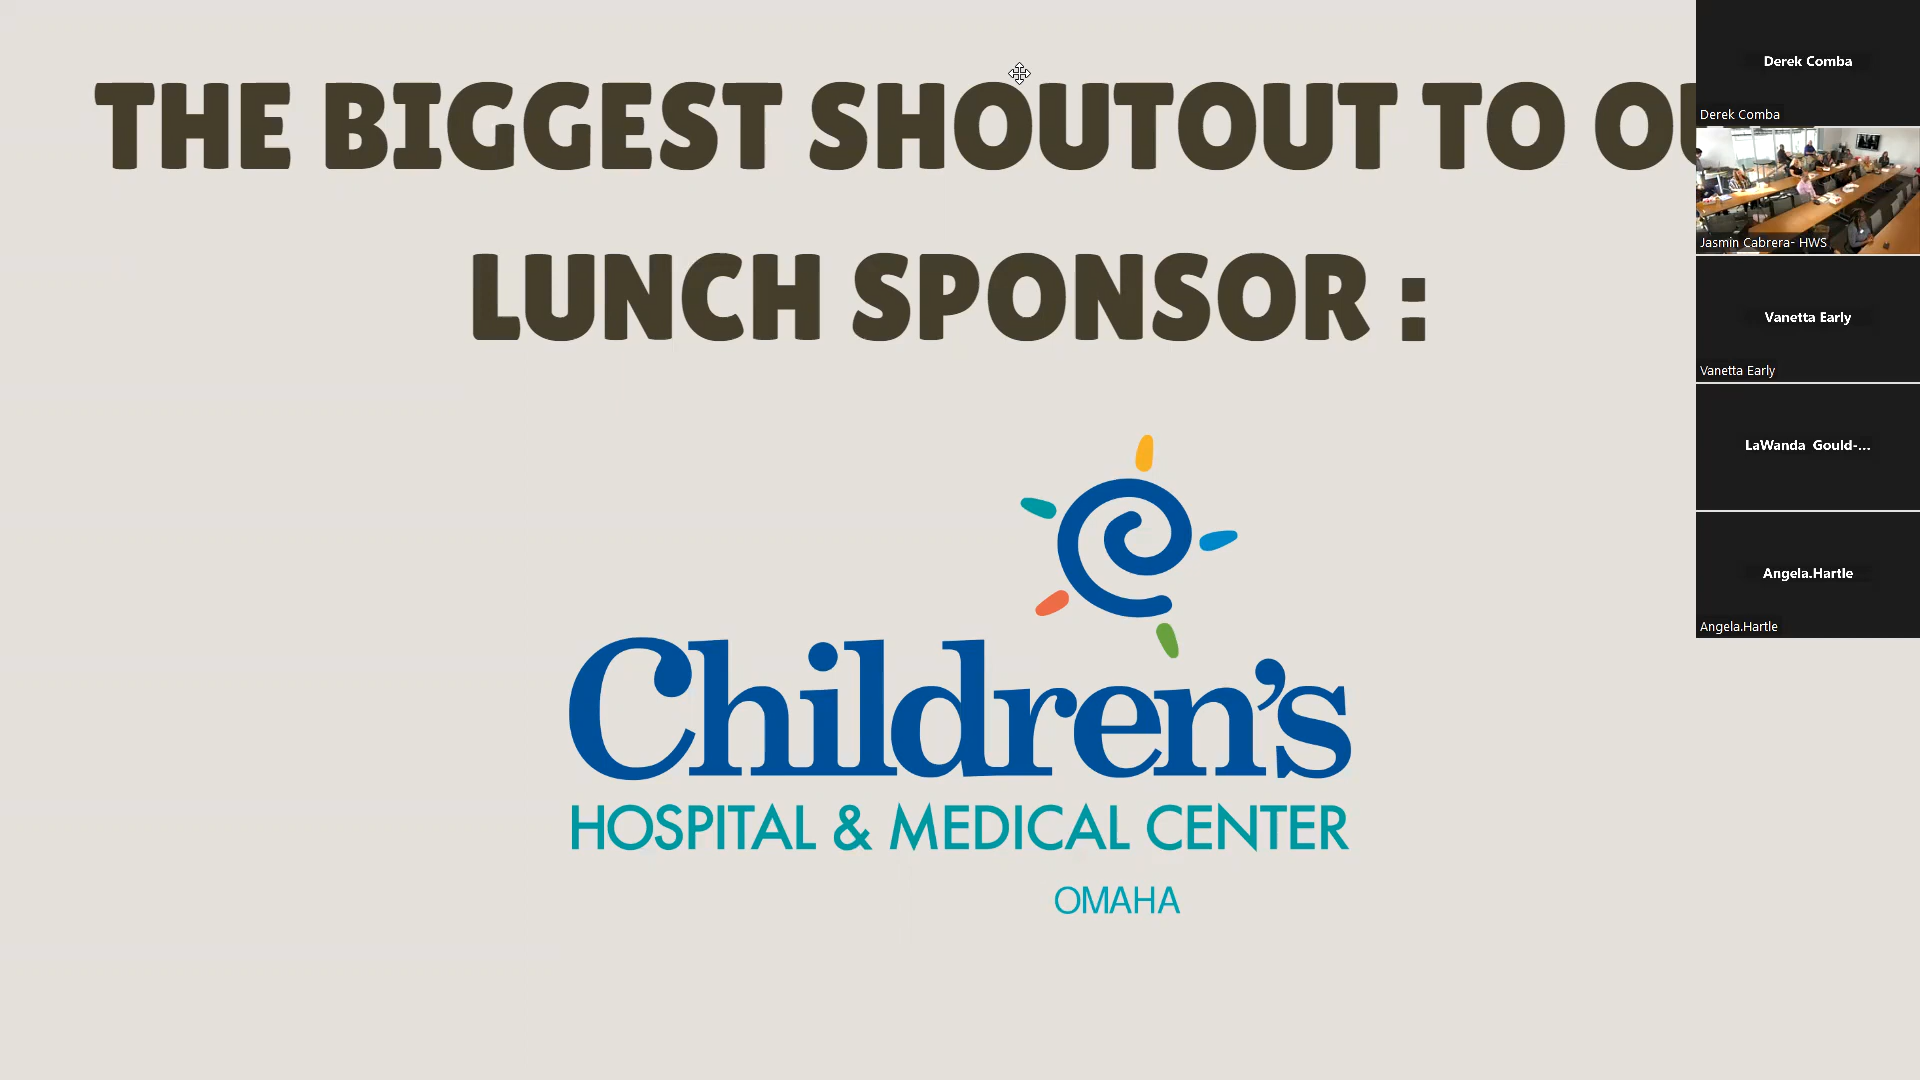 THE BIGGEST SHOUTOUT TO OU
LUNCH SPONSOR :
Children's
HOSPITAL & MEDICAL CENTER
OMAHA
Derek Comba
Derek Comba
Jasmin Cabrera- HWS
Vanetta Early
Vanetta Early
LaWanda Gould-...
Angela.Hartle
Angela.Hartle